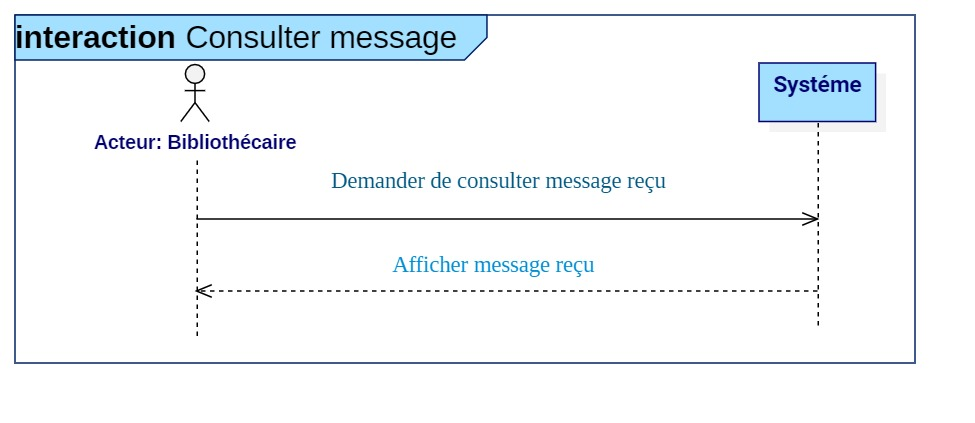 interaction Consulter message
Systéme
Acteur: Bibliothécaire
Demander de consulter message reçu
Afficher message reçu